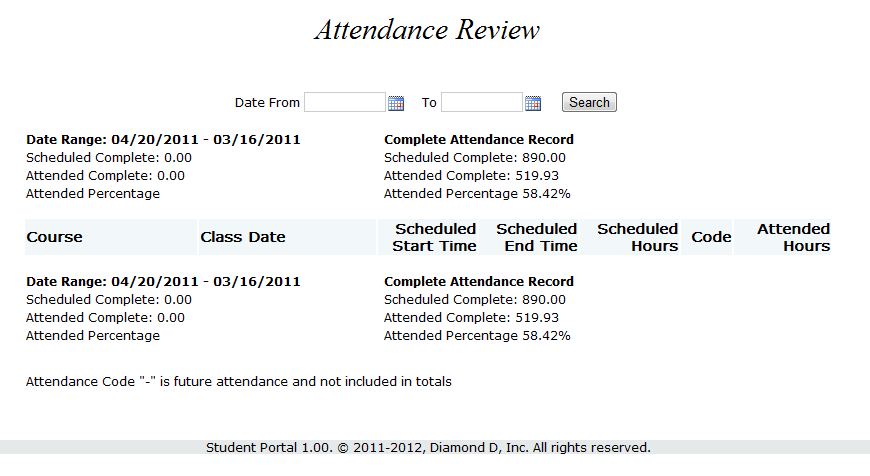 Attendance Review
Date From To Search
Date Range: 04/20/2011 - 03/16/2011 Complete Attendance Record
Scheduled Complete: 0.00 Scheduled Complete: 890.00
Attended Complete: 0.00 Attended Complete: 519.93
Attended Percentage Attended Percentage 58.42%
Course Class Date Scheduled Start Time Scheduled End Time Scheduled Hours Code Attended Hours
Date Range: 04/20/2011 - 03/16/2011 Complete Attendance Record
Scheduled Complete: 0.00 Scheduled Complete: 890.00
Attended Complete: 0.00 Attended Complete: 519.93
Attended Percentage Attended Percentage 58.42%
Attendance Code "-" is future attendance and not included in totals
Student Portal 1.00. © 2011-2012, Diamond D, Inc. All rights reserved.